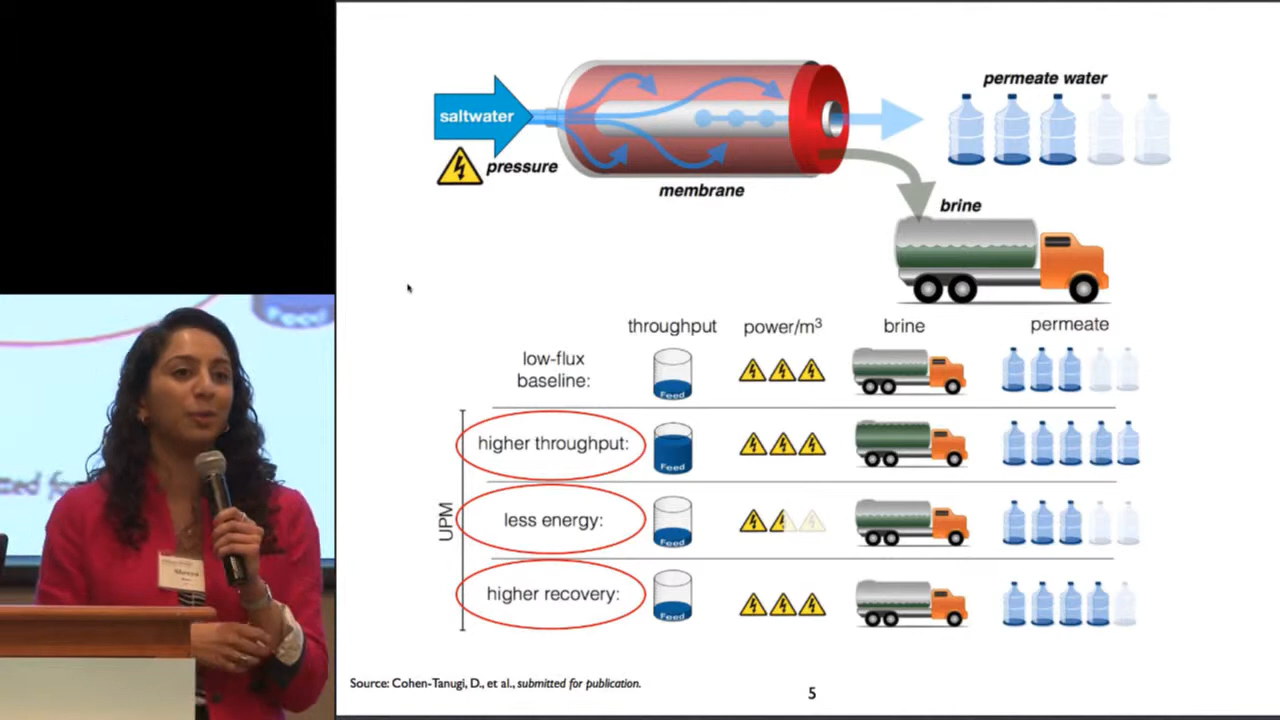 saltwater
pressure
membrane
permeate water
brine
throughput power/m³ brine permeate
low-flux
baseline:
Feed
UPM
higher throughput:
Feed
less energy:
Feed
higher recovery:
Feed
Source: Cohen-Tanugi, D., et al., submitted for publication.
5
Feed